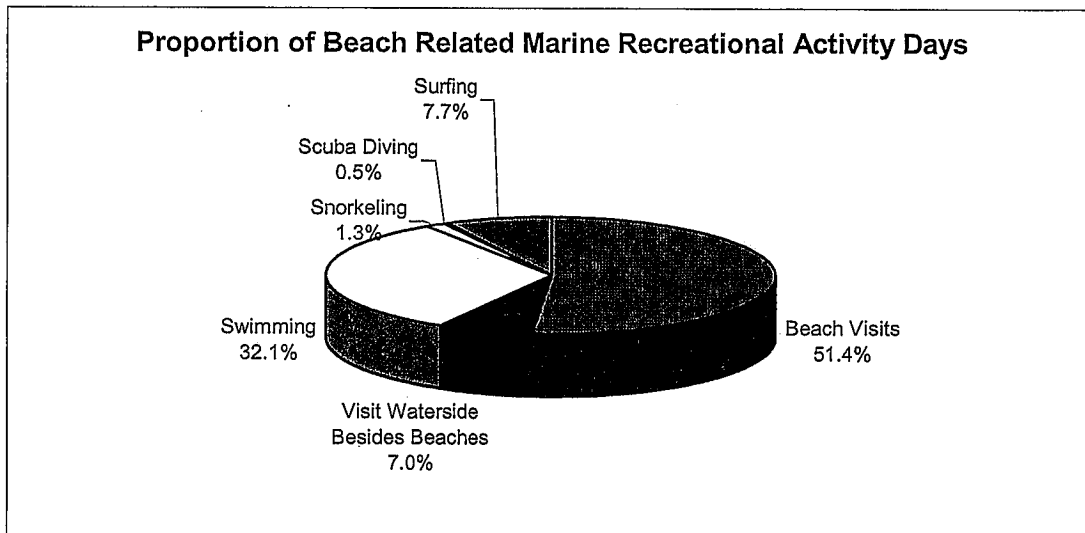 Proportion of Beach Related Marine Recreational Activity Days
Surfing
7.7%
Scuba Diving
0.5%
Snorkeling
1.3%
Swimming
32.1%
Beach Visits
51.4%
Visit Waterside
Besides Beaches
7.0%